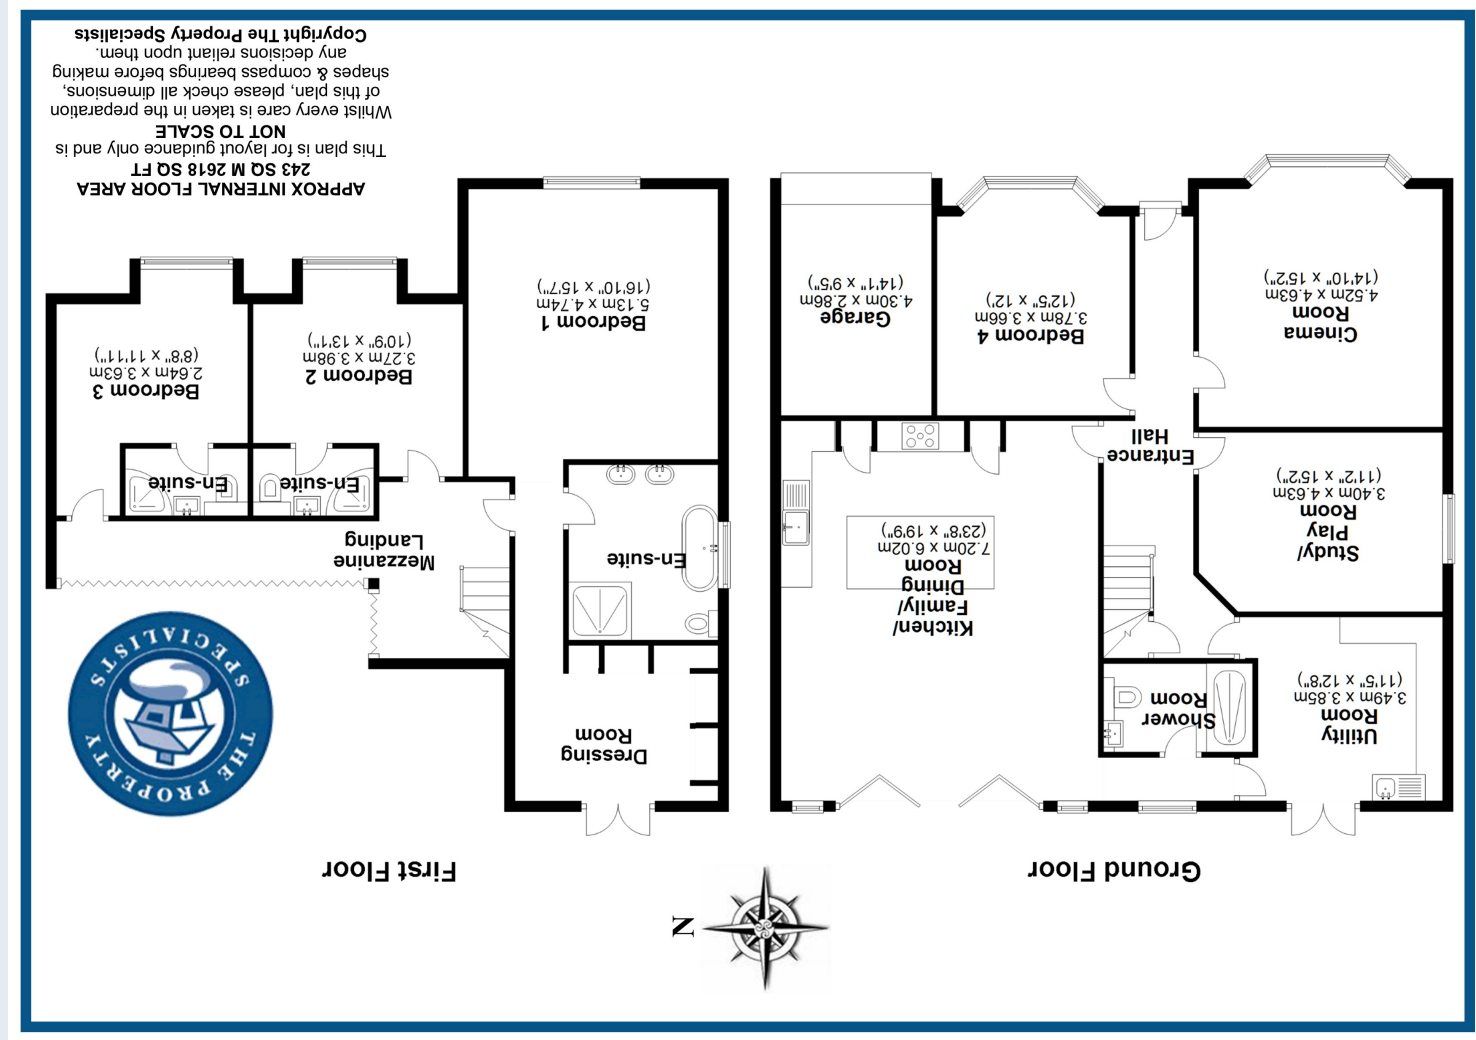 Ground Floor
First Floor
N
Utility
Room
3.49m x 3.85m
(11'5" x 12'8")
Shower
Room
Kitchen/
Family/
Dining
Room
7.20m x 6.02m
(23'8" x 19'9")
Study/
Play
Room
3.40m x 4.63m
(11'2" x 15'2")
Entrance
Hall
Cinema
Room
4.52m x 4.63m
(14'10" x 15'2")
Bedroom 4
3.78m x 3.66m
(12'5" x 12')
Garage
4.30m x 2.86m
(14'1" x 9'5")
Dressing
Room
En-suite
Mezzanine
Landing
En-suite
En-suite
Bedroom 1
5.13m x 4.74m
(16'10" x 15'7")
Bedroom 2
3.27m x 3.98m
(10'9" x 13'1")
Bedroom 3
2.64m x 3.63m
(8'8" x 11'11")
THE PROPERTY
SPECIALISTS
APPROX INTERNAL FLOOR AREA
243 SQ M 2618 SQ FT
This plan is for layout guidance only and is
NOT TO SCALE
Whilst every care is taken in the preparation
of this plan, please check all dimensions,
shapes & compass bearings before making
any decisions reliant upon them.
Copyright The Property Specialists